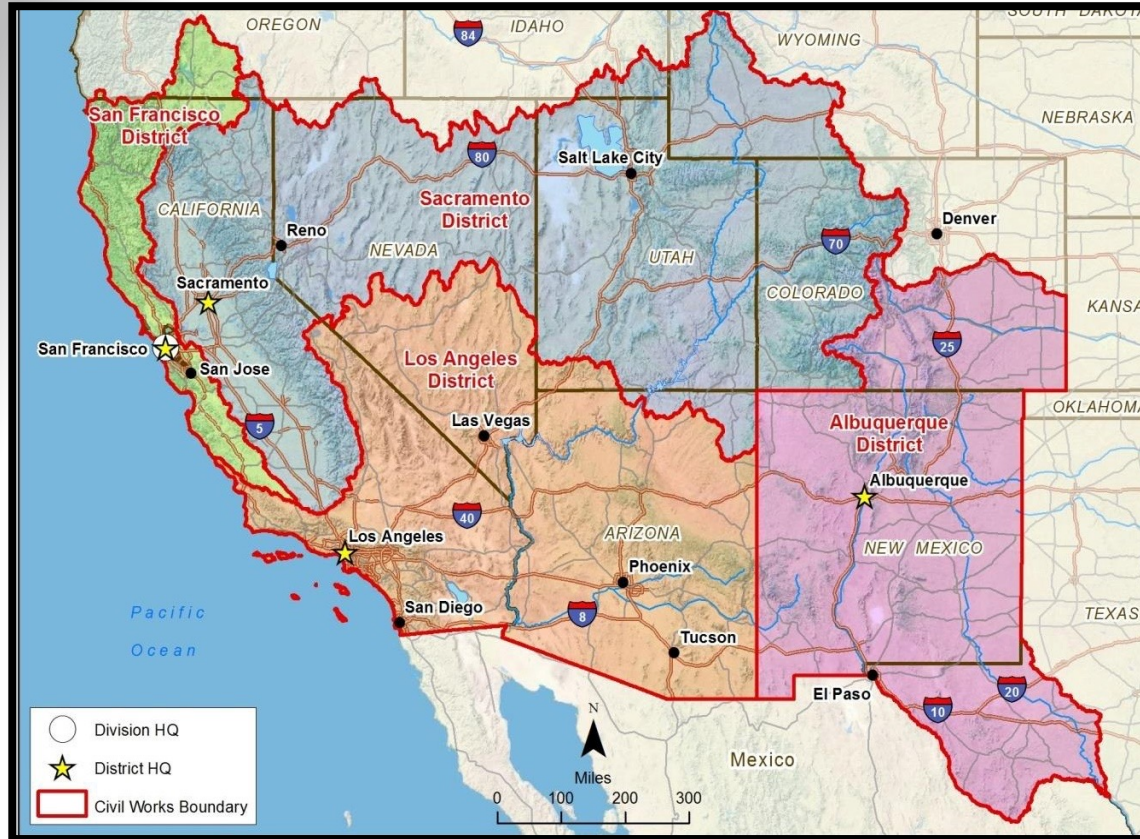 SOUTH DAKOTA
OREGON
IDAHO
WYOMING
84
San Francisco
District
NEBRASKA
80
Salt Lake City
CALIFORNIA
Sacramento
District
Reno
NEVADA
UTAH
Denver
70
Sacramento
COLORADO
KANSA
San Francisco
San Jose
Los Angeles
District
25
5
Las Vegas
OKLAHOMA
Albuquerque
District
Albuquerque
40
Los Angeles
ARIZONA
NEW MEXICO
Phoenix
Pacific
Ocean
San Diego
8
TEXAS
Tucson
El Paso
20
10
N
Miles
0 100 200 300
Mexico
Division HQ
District HQ
Civil Works Boundary